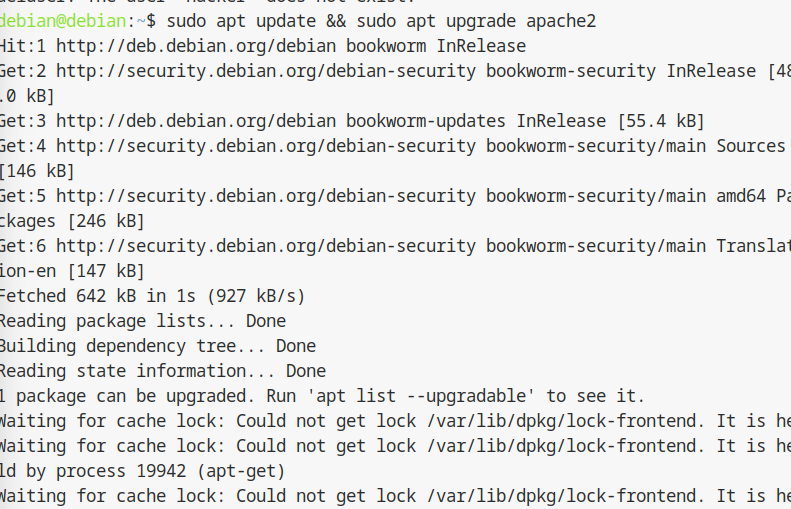 deluser: The user `hacker' does not exist.
debian@debian:~$ sudo apt update && sudo apt upgrade apache2
Hit:1 http://deb.debian.org/debian bookworm InRelease
Get:2 http://security.debian.org/debian-security bookworm-security InRelease [48
.0 kB]
Get:3 http://deb.debian.org/debian bookworm-updates InRelease [55.4 kB]
Get:4 http://security.debian.org/debian-security bookworm-security/main Sources
[146 kB]
Get:5 http://security.debian.org/debian-security bookworm-security/main amd64 Pa
ckages [246 kB]
Get:6 http://security.debian.org/debian-security bookworm-security/main Translat
ion-en [147 kB]
Fetched 642 kB in 1s (927 kB/s)
Reading package lists... Done
Building dependency tree... Done
Reading state information... Done
1 package can be upgraded. Run 'apt list --upgradable' to see it.
Waiting for cache lock: Could not get lock /var/lib/dpkg/lock-frontend. It is he
Waiting for cache lock: Could not get lock /var/lib/dpkg/lock-frontend. It is he
ld by process 19942 (apt-get)
Waiting for cache lock: Could not get lock /var/lib/dpkg/lock-frontend. It is he